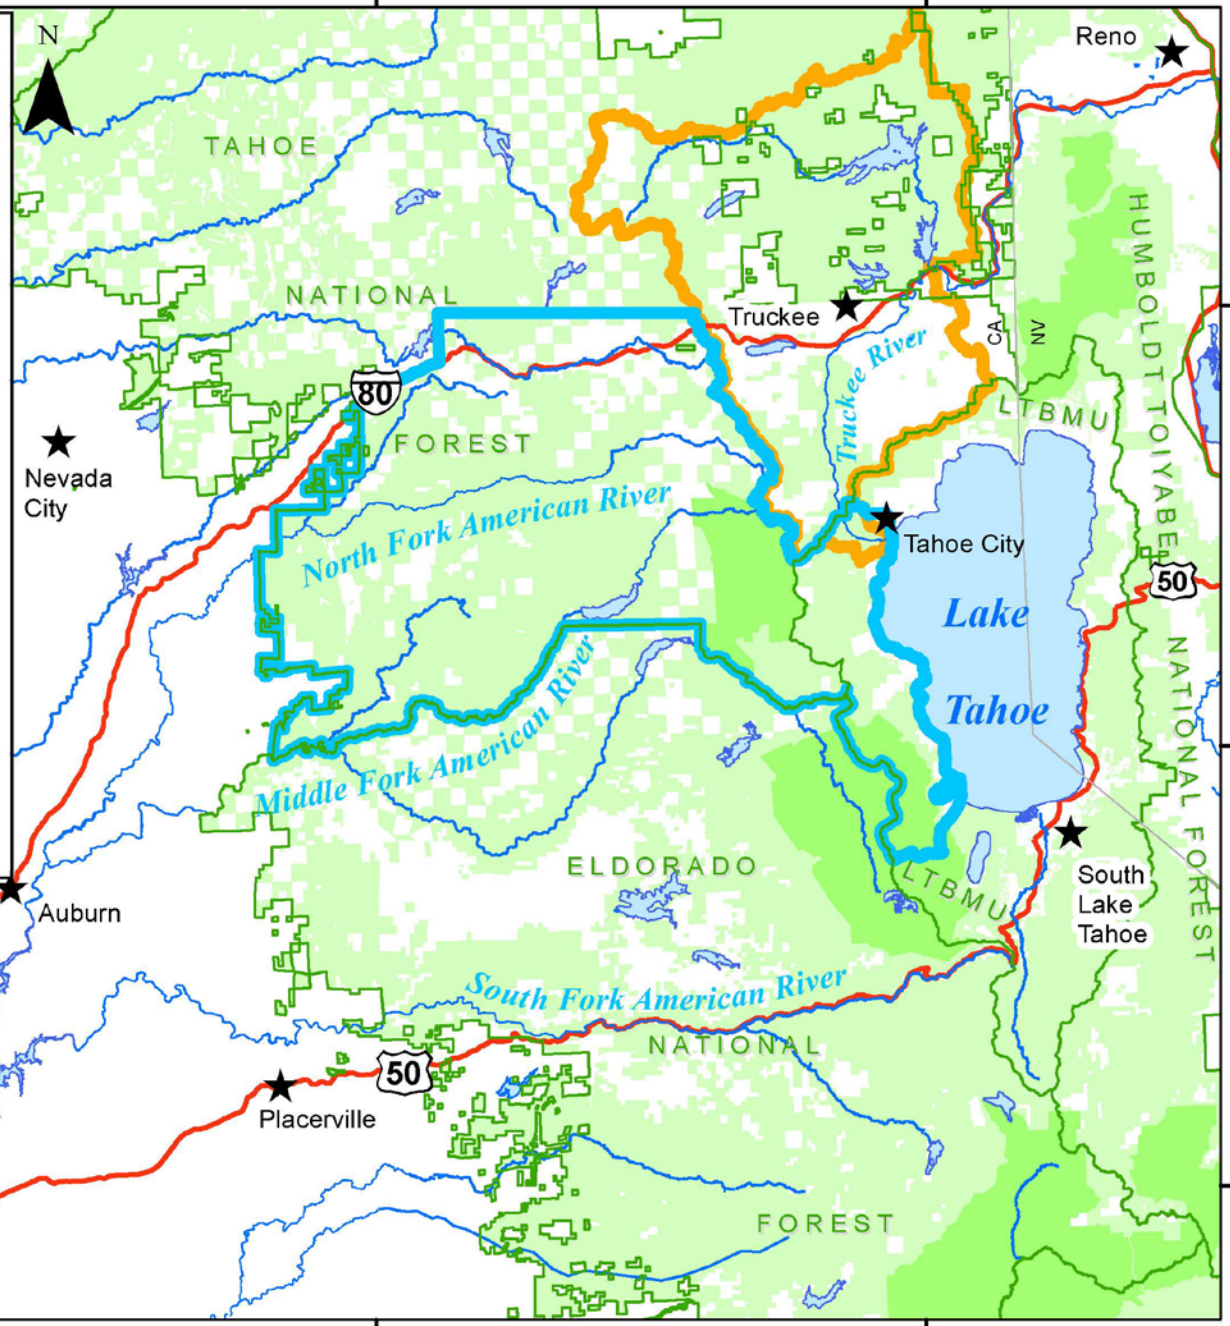 N
Reno
TAHOE
HUMBOLDT TOIYABE
NATIONAL
Truckee
CA
NV
Truckee River
80
LTBMU
FOREST
Nevada
City
North Fork American River
Tahoe City
50
Lake
Tahoe
NATIONAL FOREST
Middle Fork American River
ELDORADO
LTBMU
South
Lake
Tahoe
Auburn
South Fork American River
NATIONAL
50
Placerville
FOREST